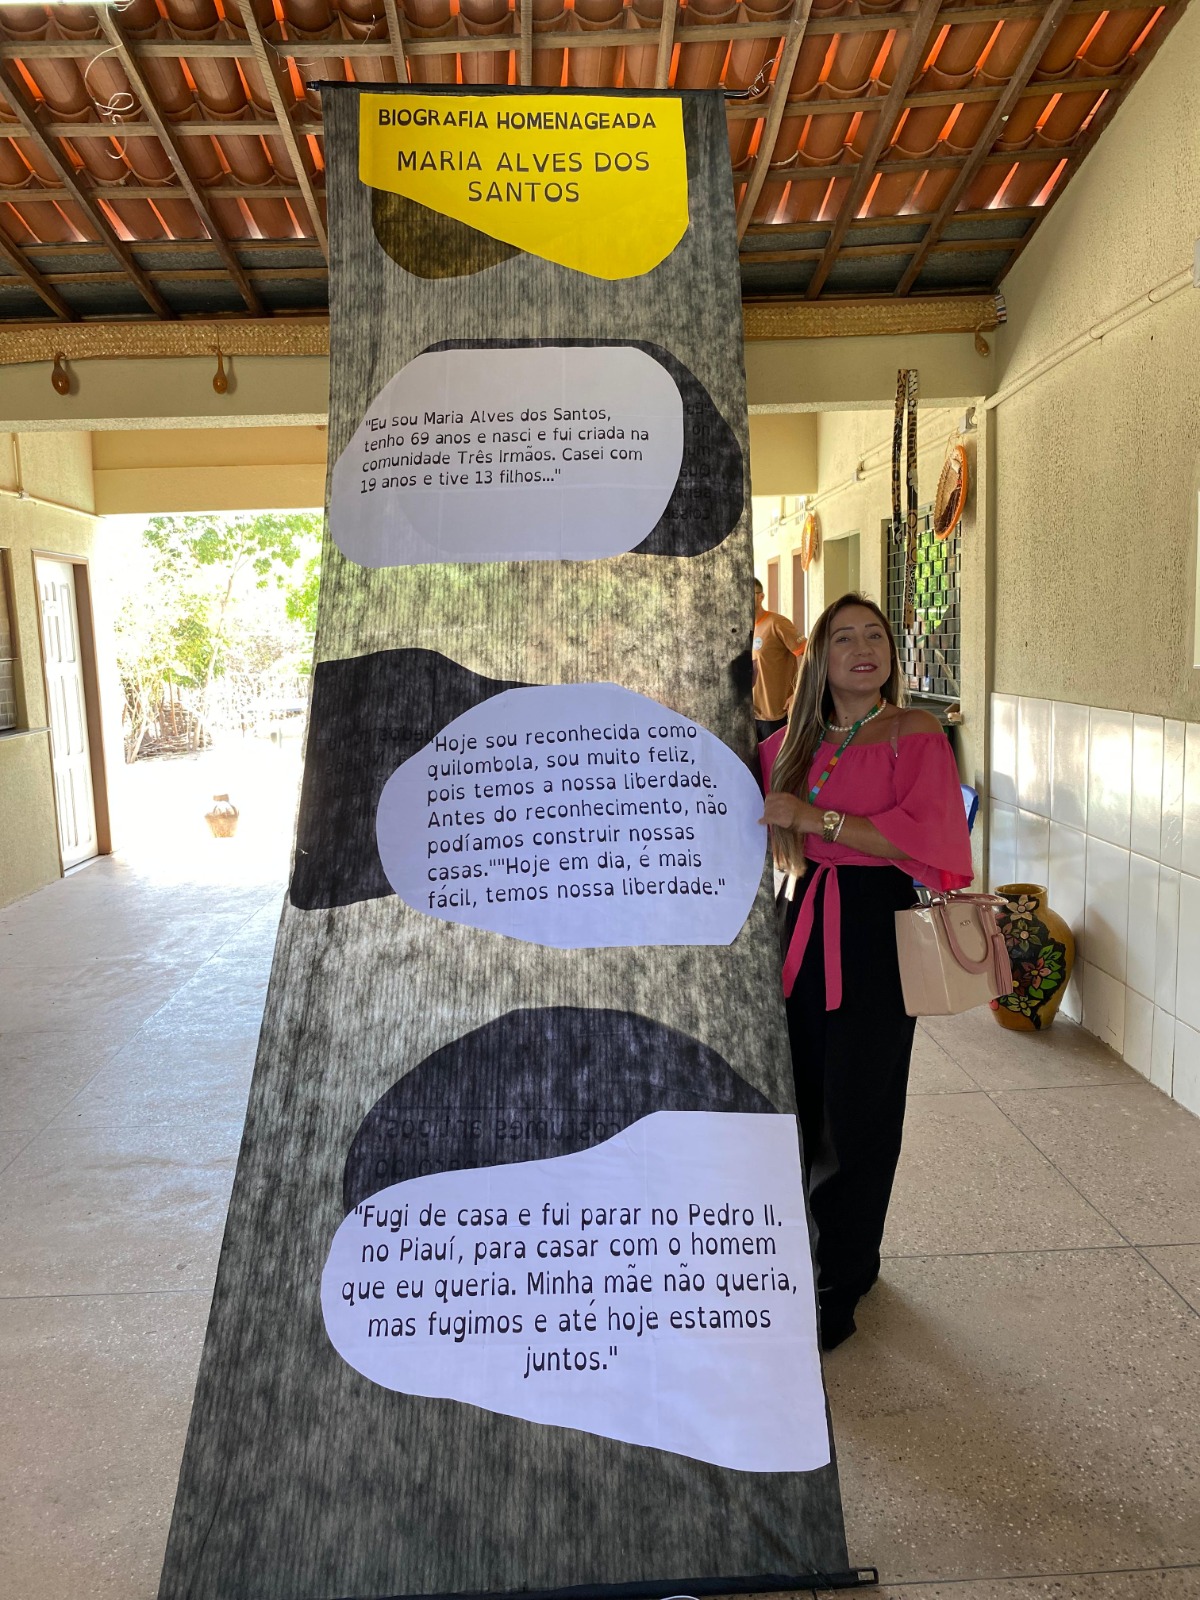 BIOGRAFIA HOMENAGEADA
MARIA ALVES DOS
SANTOS
"Eu sou Maria Alves dos Santos,
tenho 69 anos e nasci e fui criada na
comunidade Três Irmãos. Casei com
19 anos e tive 13 filhos..."
"Hoje sou reconhecida como
quilombola, sou muito feliz,
pois temos a nossa liberdade.
Antes do reconhecimento, não
podíamos construir nossas
casas.""Hoje em dia, é mais
fácil, temos nossa liberdade."
costumes antigos,
"Fugi de casa e fui parar no Pedro II.
no Piauí, para casar com o homem
que eu queria. Minha mãe não queria,
mas fugimos e até hoje estamos
juntos."